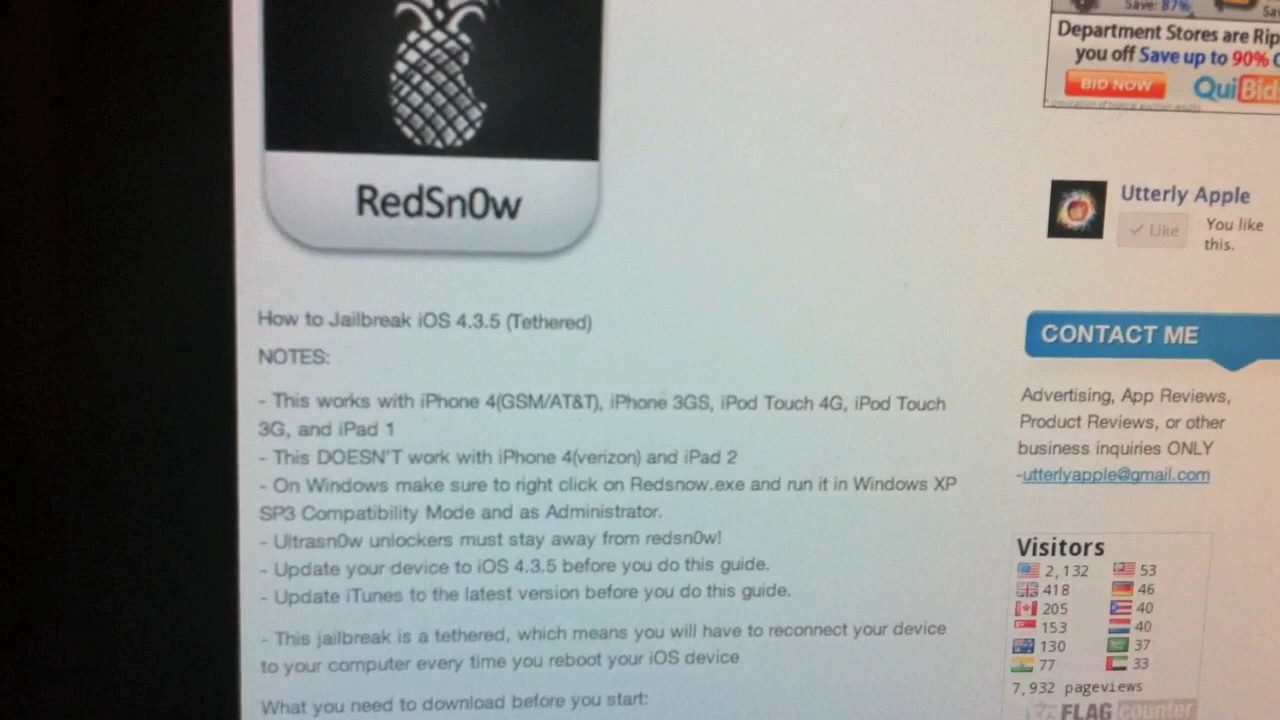 RedSn0w
How to Jailbreak iOS 4.3.5 (Tethered)
NOTES:
- This works with iPhone 4(GSM/AT&T), iPhone 3GS, iPod Touch 4G, iPod Touch
3G, and iPad 1
- This DOESN'T work with iPhone 4(verizon) and iPad 2
- On Windows make sure to right click on Redsnow.exe and run it in Windows XP
SP3 Compatibility Mode and as Administrator.
- Ultrasn0w unlockers must stay away from redsn0w!
- Update your device to iOS 4.3.5 before you do this guide.
- Update iTunes to the latest version before you do this guide.
- This jailbreak is a tethered, which means you will have to reconnect your device
to your computer every time you reboot your iOS device
What you need to download before you start:
Save: 87%
Department Stores are Rip
you off Save up to 90%
BID NOW
QuiBid
Utterly Apple
Like
You like
this.
CONTACT ME
Advertising, App Reviews,
Product Reviews, or other
business inquiries ONLY
-utterlyapple@gmail.com
Visitors
2,132 53
418 46
205 40
153 40
130 37
77 33
7,932 pageviews
FLAG counter